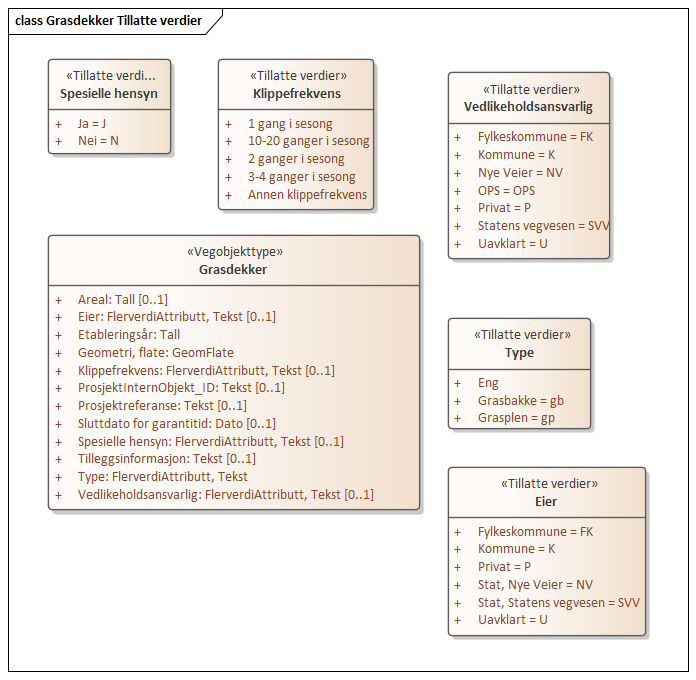 class Grasdekker Tillatte verdier
«Tillatte verdi...
Spesielle hensyn
+ Ja = J
+ Nei = N
«Tillatte verdier»
Klippefrekvens
+ 1 gang i sesong
+ 10-20 ganger i sesong
+ 2 ganger i sesong
+ 3-4 ganger i sesong
+ Annen klippefrekvens
«Tillatte verdier»
Vedlikeholdsansvarlig
+ Fylkeskommune = FK
+ Kommune = K
+ Nye Veier = NV
+ OPS = OPS
+ Privat = P
+ Statens vegvesen = SVV
+ Uavklart = U
«Vegobjekttype»
Grasdekker
+ Areal: Tall [0..1]
+ Eier: FlerverdiAttributt, Tekst [0..1]
+ Etableringsår: Tall
+ Geometri, flate: GeomFlate
+ Klippefrekvens: FlerverdiAttributt, Tekst [0..1]
+ ProsjektInternObjekt_ID: Tekst [0..1]
+ Prosjektreferanse: Tekst [0..1]
+ Sluttdato for garantitid: Dato [0..1]
+ Spesielle hensyn: FlerverdiAttributt, Tekst [0..1]
+ Tilleggsinformasjon: Tekst [0..1]
+ Type: FlerverdiAttributt, Tekst
+ Vedlikeholdsansvarlig: FlerverdiAttributt, Tekst [0..1]
«Tillatte verdier»
Type
+ Eng
+ Grasbakke = gb
+ Grasplen = gp
«Tillatte verdier»
Eier
+ Fylkeskommune = FK
+ Kommune = K
+ Privat = P
+ Stat, Nye Veier = NV
+ Stat, Statens vegvesen = SVV
+ Uavklart = U